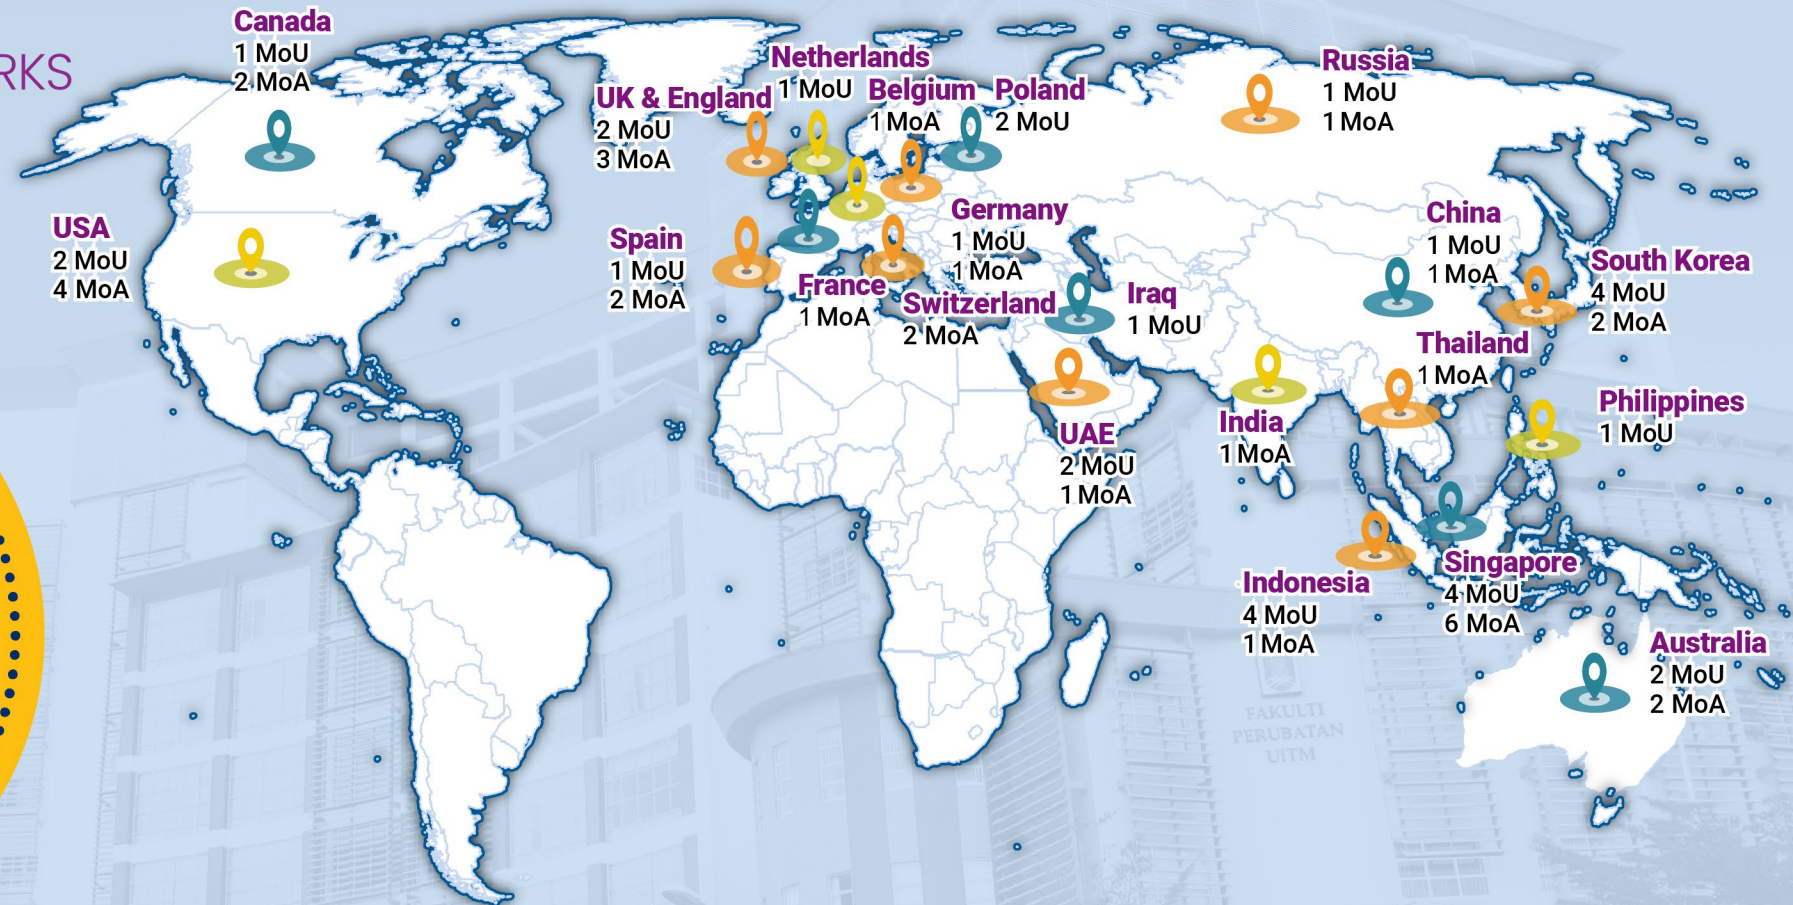 RKS
Canada
1 MoU
2 MoA
USA
2 MoU
4 MoA
UK & England
2 MoU
3 MoA
Netherlands
1 MoU
Belgium
1 MoA
Poland
2 MoU
Russia
1 MoU
1 MoA
Spain
1 MoU
2 MoA
France
1 MoA
Germany
1 MoU
1 MoA
Switzerland
2 MoA
Iraq
1 MoU
UAE
2 MoU
1 MoA
India
1 MoA
China
1 MoU
1 MoA
South Korea
4 MoU
2 MoA
Thailand
1 MoA
Philippines
1 MoU
Indonesia
4 MoU
1 MoA
Singapore
4 MoU
6 MoA
Australia
2 MoU
2 MoA
FAKULTI
PERUBATAN
UiTM